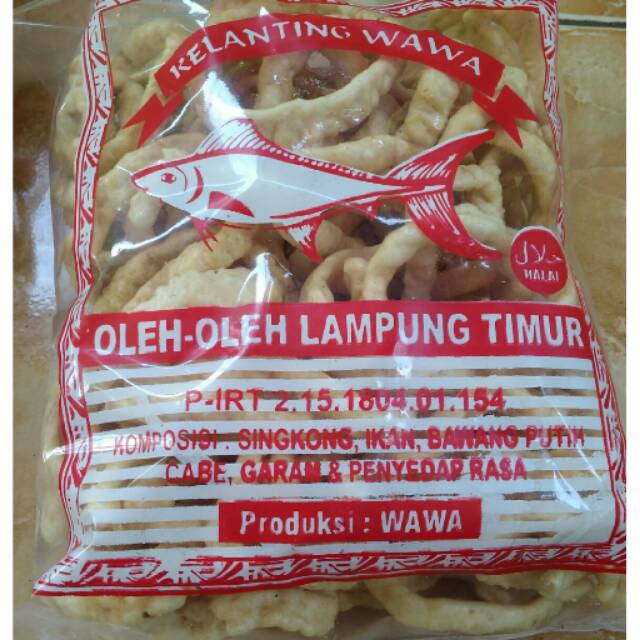 KELANTING WAWA
حلال
HALAL
OLEH-OLEH LAMPUNG TIMUR
P-IRT 2.15.1804.01.154
KOMPOSISI : SINGKONG, IKAN, BAWANG PUTIH
CABE, GARAM & PENYEDAP RASA
Produksi : WAWA